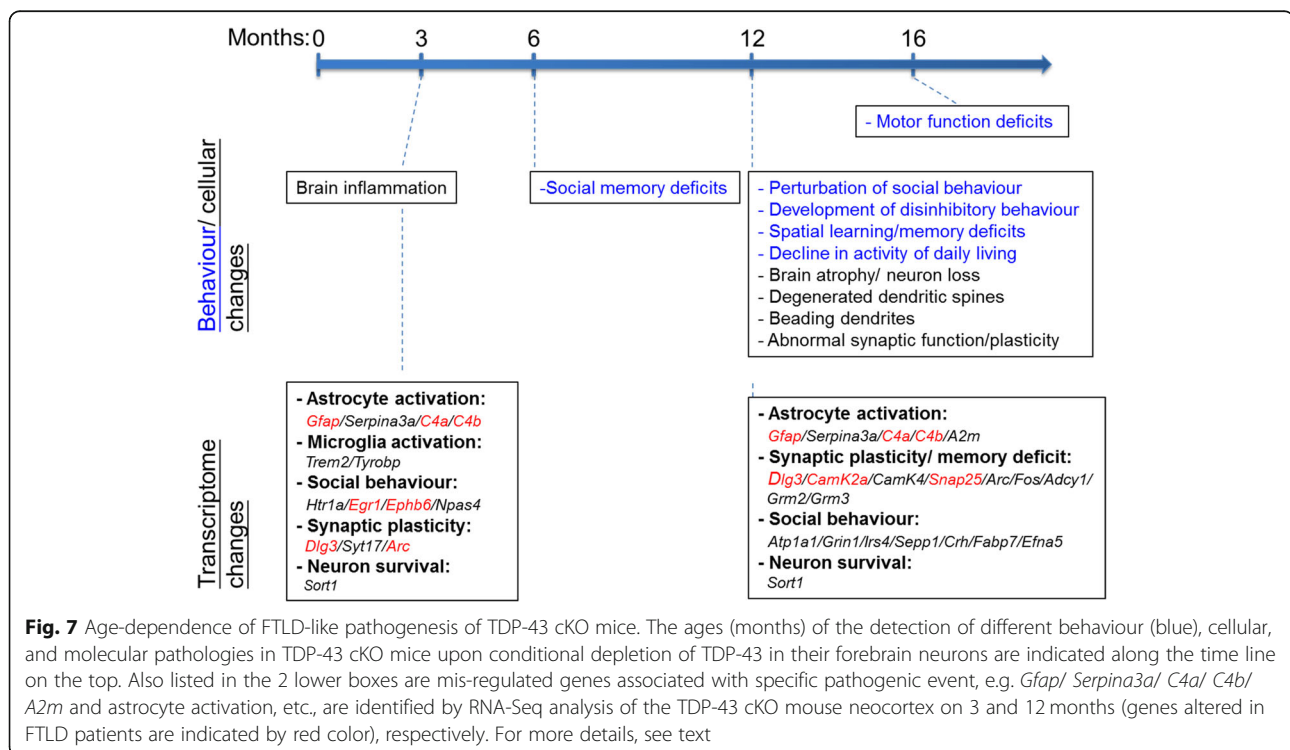 Months: 0 3 6 12 16
- Motor function deficits
Behaviour/ cellular
changes
Brain inflammation
-Social memory deficits
- Perturbation of social behaviour
- Development of disinhibitory behaviour
- Spatial learning/memory deficits
- Decline in activity of daily living
- Brain atrophy/ neuron loss
- Degenerated dendritic spines
- Beading dendrites
- Abnormal synaptic function/plasticity
Transcriptome
changes
- Astrocyte activation:
Gfap/Serpina3a/C4a/C4b
- Microglia activation:
Trem2/Tyrobp
- Social behaviour:
Htr1a/Egr1/Ephb6/Npas4
- Synaptic plasticity:
Dlg3/Syt17/Arc
- Neuron survival:
Sort1
- Astrocyte activation:
Gfap/Serpina3a/C4a/C4b/A2m
- Synaptic plasticity/ memory deficit:
Dlg3/CamK2a/CamK4/Snap25/Arc/Fos/Adcy1/
Grm2/Grm3
- Social behaviour:
Atp1a1/Grin1/Irs4/Sepp1/Crh/Fabp7/Efna5
- Neuron survival:
Sort1
Fig. 7 Age-dependence of FTLD-like pathogenesis of TDP-43 cKO mice. The ages (months) of the detection of different behaviour (blue), cellular,
and molecular pathologies in TDP-43 cKO mice upon conditional depletion of TDP-43 in their forebrain neurons are indicated along the time line
on the top. Also listed in the 2 lower boxes are mis-regulated genes associated with specific pathogenic event, e.g. Gfap/ Serpina3a/ C4a/ C4b/
A2m and astrocyte activation, etc., are identified by RNA-Seq analysis of the TDP-43 cKO mouse neocortex on 3 and 12 months (genes altered in
FTLD patients are indicated by red color), respectively. For more details, see text